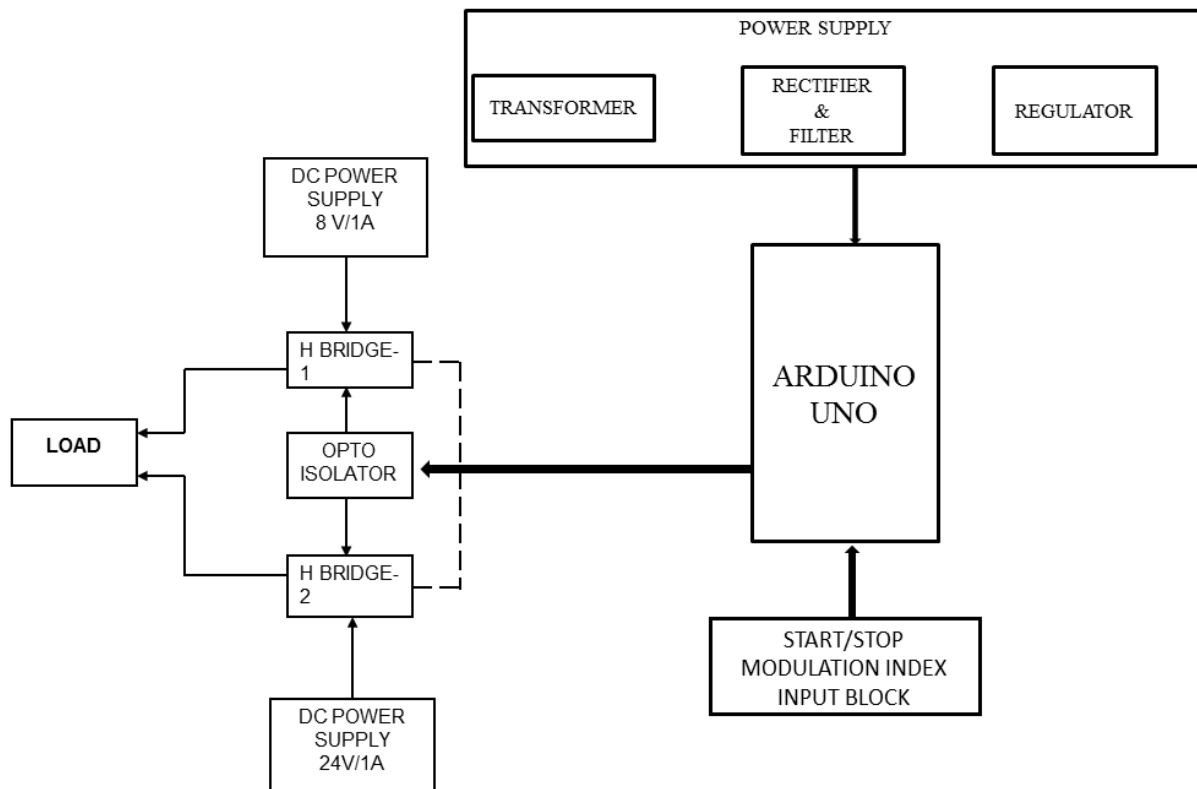 POWER SUPPLY
TRANSFORMER
RECTIFIER
&
FILTER
REGULATOR
DC POWER
SUPPLY
8 V/1A
H BRIDGE-
1
ARDUINO
UNO
LOAD
OPTO
ISOLATOR
H BRIDGE-
2
START/STOP
MODULATION INDEX
INPUT BLOCK
DC POWER
SUPPLY
24V/1A